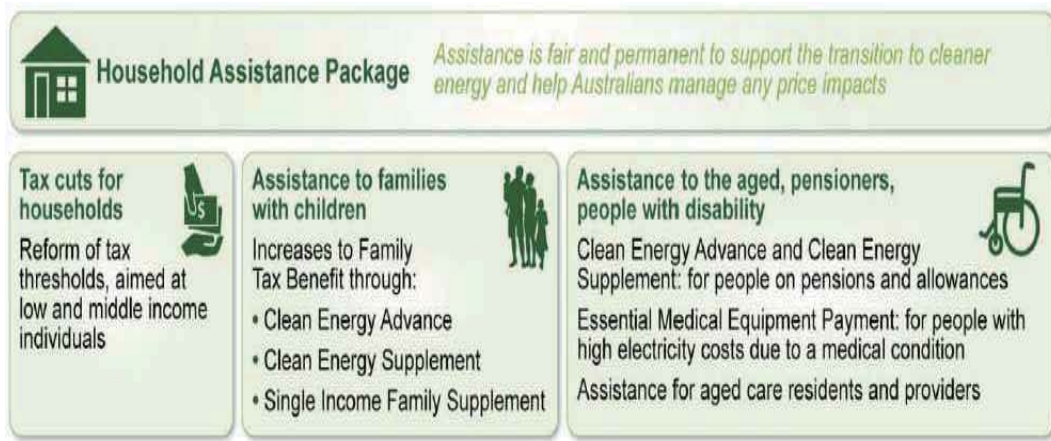 Household Assistance Package
Assistance is fair and permanent to support the transition to cleaner
energy and help Australians manage any price impacts
Tax cuts for
households
$
Reform of tax
thresholds, aimed at
low and middle income
individuals
Assistance to families
with children
Increases to Family
Tax Benefit through:
• Clean Energy Advance
• Clean Energy Supplement
• Single Income Family Supplement
Assistance to the aged, pensioners,
people with disability
Clean Energy Advance and Clean Energy
Supplement: for people on pensions and allowances
Essential Medical Equipment Payment: for people with
high electricity costs due to a medical condition
Assistance for aged care residents and providers